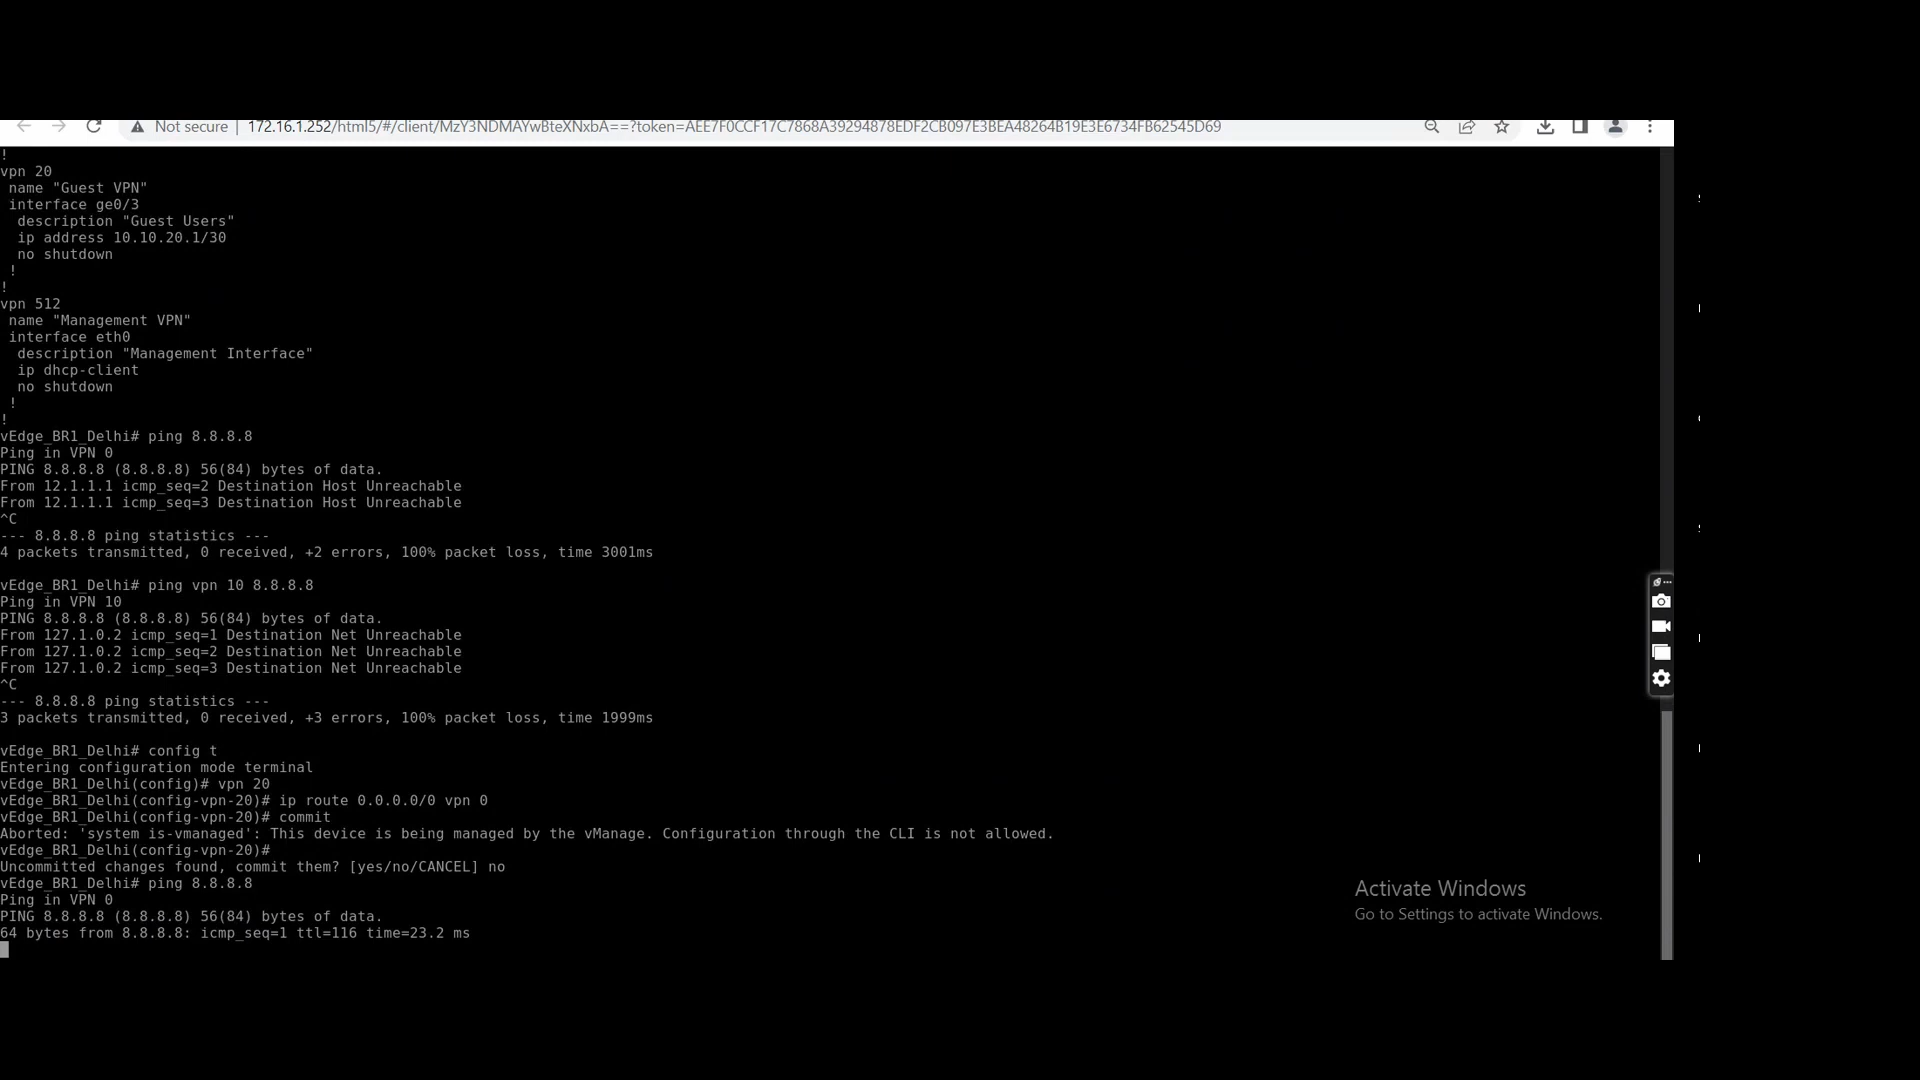 Not secure | 172.16.1.252/html5/#/client/MzY3NDMAYwBteXNxbA==?token=AEE7F0CCF17C7868A39294878EDF2CB097E3BEA48264B19E3E6734FB62545D69
!
vpn 20
 name "Guest VPN"
 interface ge0/3
  description "Guest Users"
  ip address 10.10.20.1/30
  no shutdown
 !
!
vpn 512
 name "Management VPN"
 interface eth0
  description "Management Interface"
  ip dhcp-client
  no shutdown
 !
!
vEdge_BR1_Delhi# ping 8.8.8.8
Ping in VPN 0
PING 8.8.8.8 (8.8.8.8) 56(84) bytes of data.
From 12.1.1.1 icmp_seq=2 Destination Host Unreachable
From 12.1.1.1 icmp_seq=3 Destination Host Unreachable
^C
--- 8.8.8.8 ping statistics ---
4 packets transmitted, 0 received, +2 errors, 100% packet loss, time 3001ms
vEdge_BR1_Delhi# ping vpn 10 8.8.8.8
Ping in VPN 10
PING 8.8.8.8 (8.8.8.8) 56(84) bytes of data.
From 127.1.0.2 icmp_seq=1 Destination Net Unreachable
From 127.1.0.2 icmp_seq=2 Destination Net Unreachable
From 127.1.0.2 icmp_seq=3 Destination Net Unreachable
^C
--- 8.8.8.8 ping statistics ---
3 packets transmitted, 0 received, +3 errors, 100% packet loss, time 1999ms
vEdge_BR1_Delhi# config t
Entering configuration mode terminal
vEdge_BR1_Delhi(config)# vpn 20
vEdge_BR1_Delhi(config-vpn-20)# ip route 0.0.0.0/0 vpn 0
vEdge_BR1_Delhi(config-vpn-20)# commit
Aborted: 'system is-vmanaged': This device is being managed by the vManage. Configuration through the CLI is not allowed.
vEdge_BR1_Delhi(config-vpn-20)#
Uncommitted changes found, commit them? [yes/no/CANCEL] no
vEdge_BR1_Delhi# ping 8.8.8.8
Ping in VPN 0
PING 8.8.8.8 (8.8.8.8) 56(84) bytes of data.
64 bytes from 8.8.8.8: icmp_seq=1 ttl=116 time=23.2 ms
Activate Windows
Go to Settings to activate Windows.